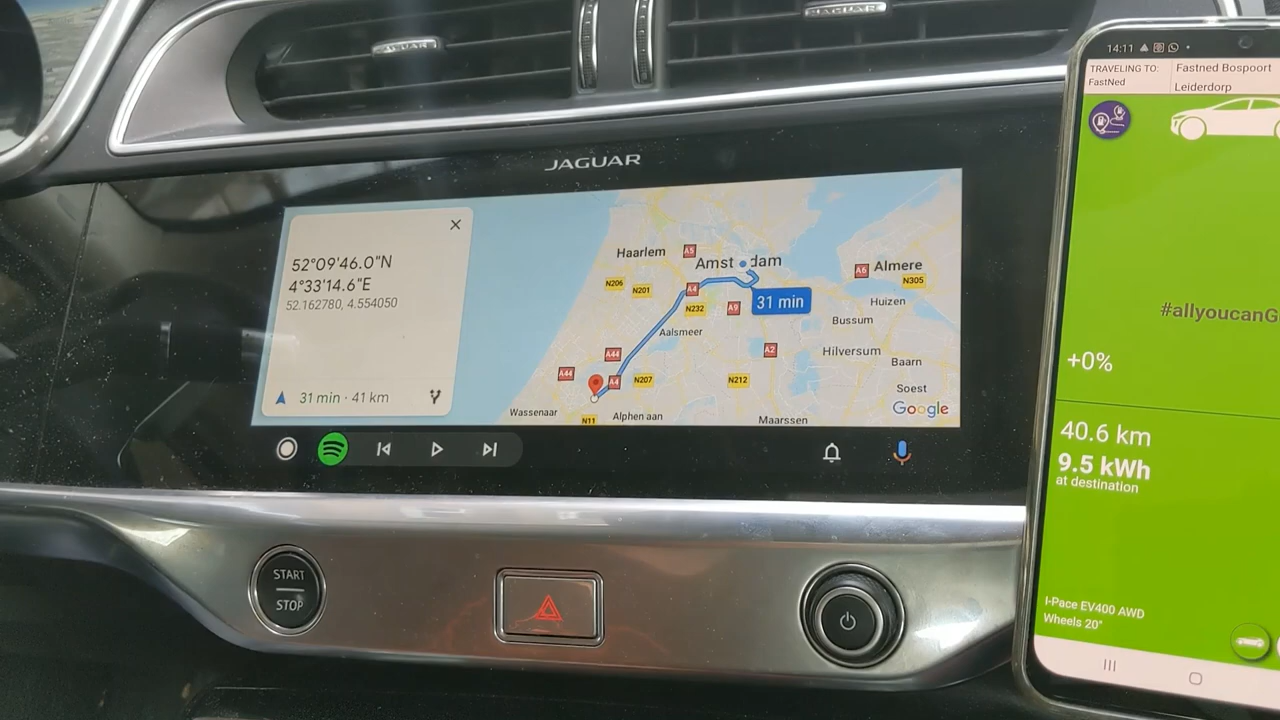 JAGUAR
JAGUAR
JAGUAR
52°09'46.0"N
4°33'14.6"E
52.162780, 4.554050
31 min · 41 km
Haarlem
A5
Amst dam
A6
Almere
N305
N206
N201
A4
31 min
Huizen
N232
A9
Bussum
Aalsmeer
A44
A2
Hilversum
Baarn
A44
A4
N207
N212
Soest
Google
Wassenaar
N11
Alphen aan
Maarssen
START
STOP
14:11
TRAVELING TO:
FastNed
Fastned Bospoort
Leiderdorp
#allyoucanG
+0%
40.6 km
9.5 kWh
at destination
I-Pace EV400 AWD
Wheels 20"